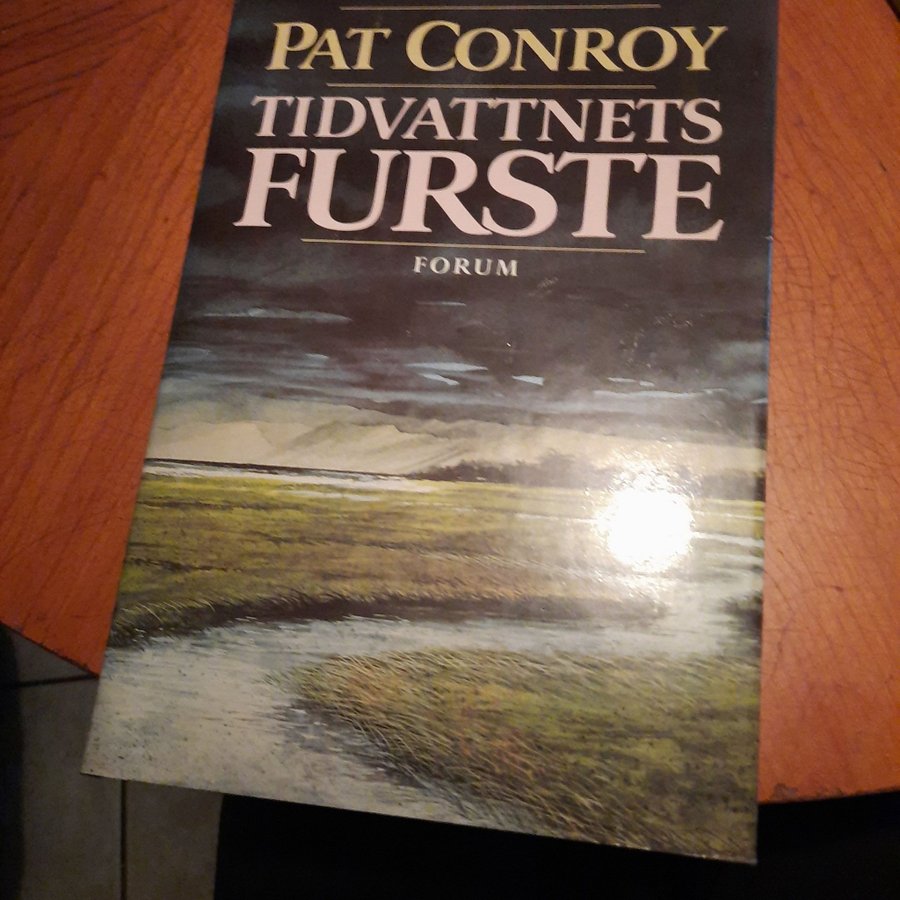 PAT CONROY
TIDVATTNETS
FURSTE
FORUM